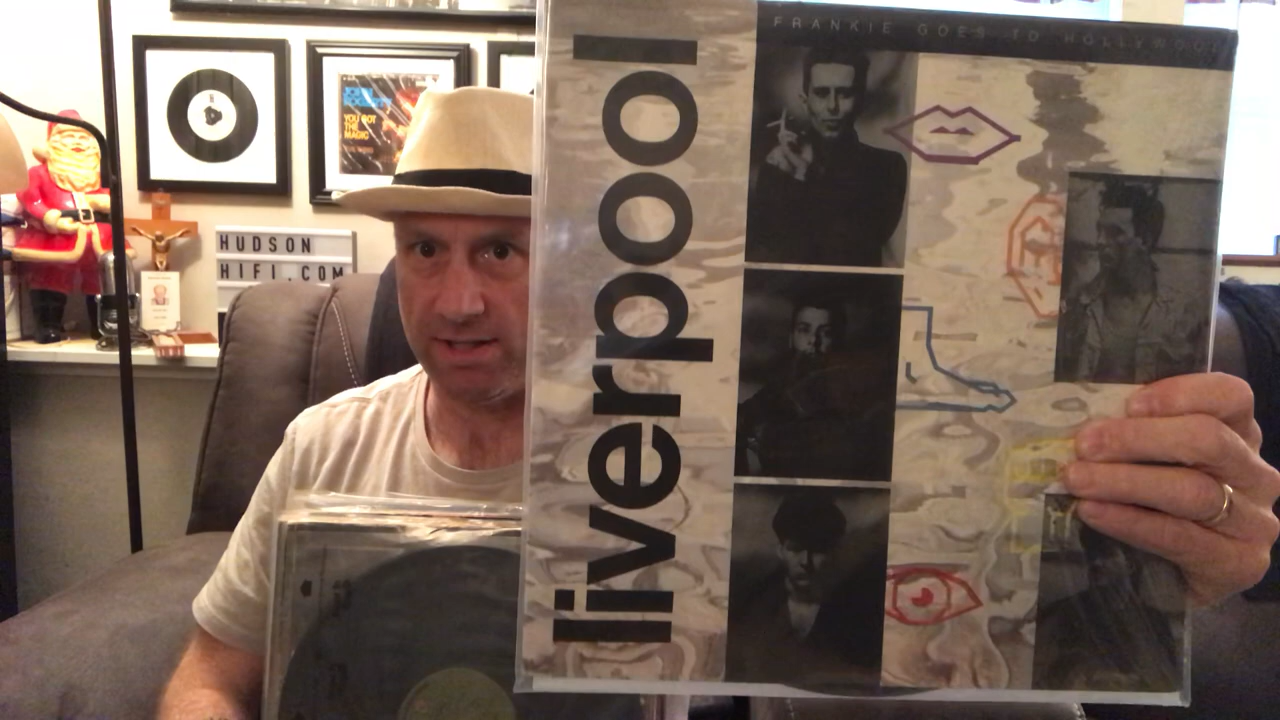 FRANKIE GOES TO HOLLYWOOD
liverpool
YOU GOT
THE
MAGIC
HUDSON
HIFI.COM